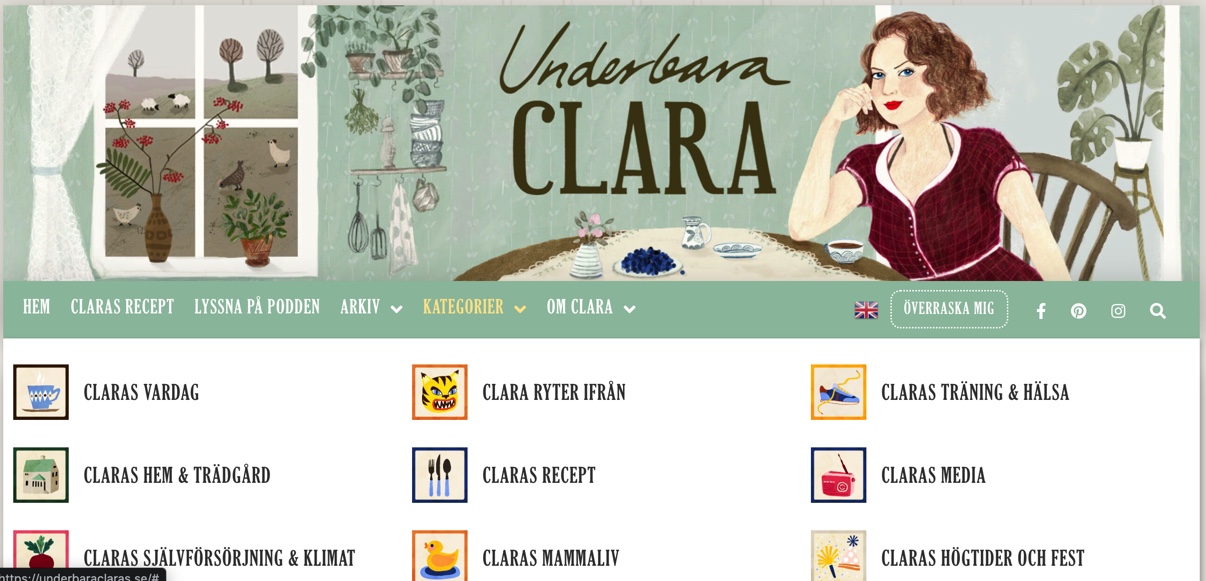 Underbara
CLARA
HEM CLARAS RECEPT LYSSNA PÅ PODDEN ARKIV KATEGORIER OM CLARA ÖVERRASKA MIG
CLARAS VARDAG CLARA RYTER IFRÅN CLARAS TRÄNING & HÄLSA
CLARAS HEM & TRÄDGÅRD CLARAS RECEPT CLARAS MEDIA
CLARAS SJÄLVFÖRSÖRJNING & KLIMAT CLARAS MAMMALIV CLARAS HÖGTIDER OCH FEST
https://underbaraclaras.se/#